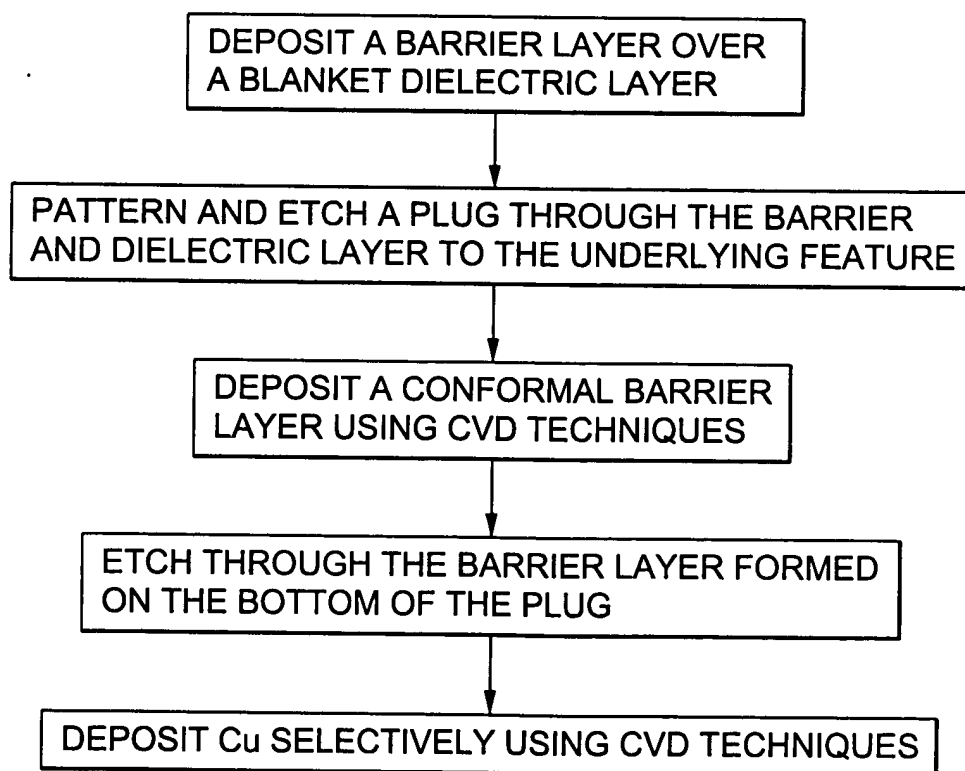 DEPOSIT A BARRIER LAYER OVER
A BLANKET DIELECTRIC LAYER
PATTERN AND ETCH A PLUG THROUGH THE BARRIER
AND DIELECTRIC LAYER TO THE UNDERLYING FEATURE
DEPOSIT A CONFORMAL BARRIER
LAYER USING CVD TECHNIQUES
ETCH THROUGH THE BARRIER LAYER FORMED
ON THE BOTTOM OF THE PLUG
DEPOSIT Cu SELECTIVELY USING CVD TECHNIQUES